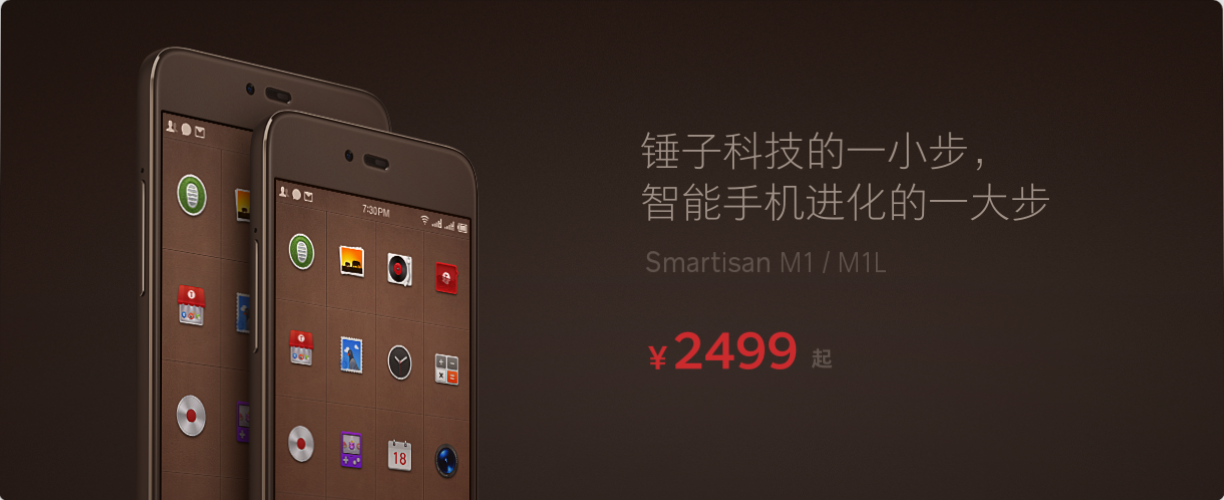 7:30PM
18
锤子科技的一小步，
智能手机进化的一大步
Smartisan M1 / M1L
¥2499 起